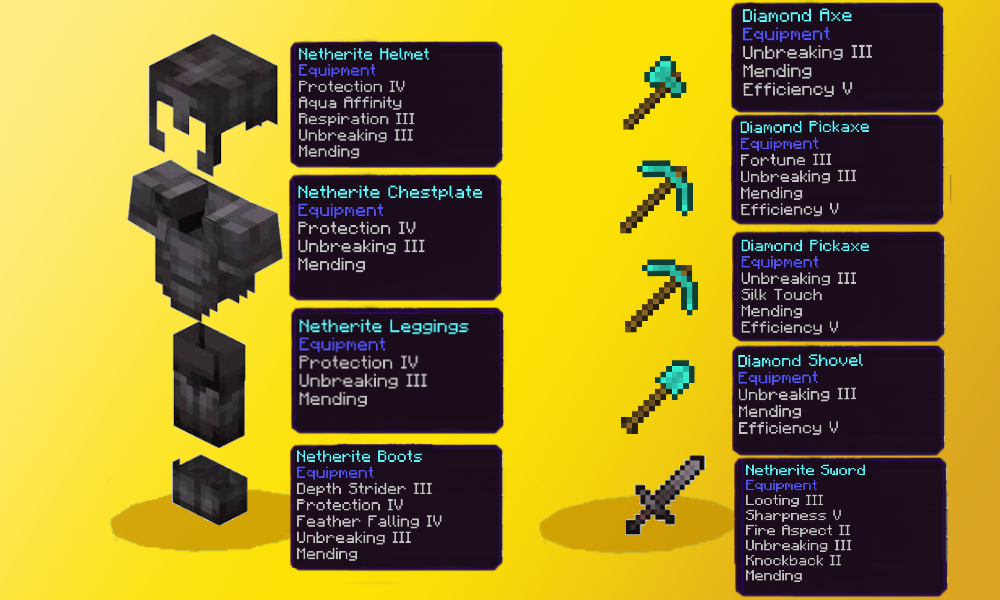 Netherite Helmet
Equipment
Protection IV
Aqua Affinity
Respiration III
Unbreaking III
Mending
Netherite Chestplate
Equipment
Protection IV
Unbreaking III
Mending
Netherite Leggings
Equipment
Protection IV
Unbreaking III
Mending
Netherite Boots
Equipment
Depth Strider III
Protection IV
Feather Falling IV
Unbreaking III
Mending
Diamond Axe
Equipment
Unbreaking III
Mending
Efficiency V
Diamond Pickaxe
Equipment
Fortune III
Unbreaking III
Mending
Efficiency V
Diamond Pickaxe
Equipment
Unbreaking III
Silk Touch
Mending
Efficiency V
Diamond Shovel
Equipment
Unbreaking III
Mending
Efficiency V
Netherite Sword
Equipment
Looting III
Sharpness V
Fire Aspect II
Unbreaking III
Knockback II
Mending